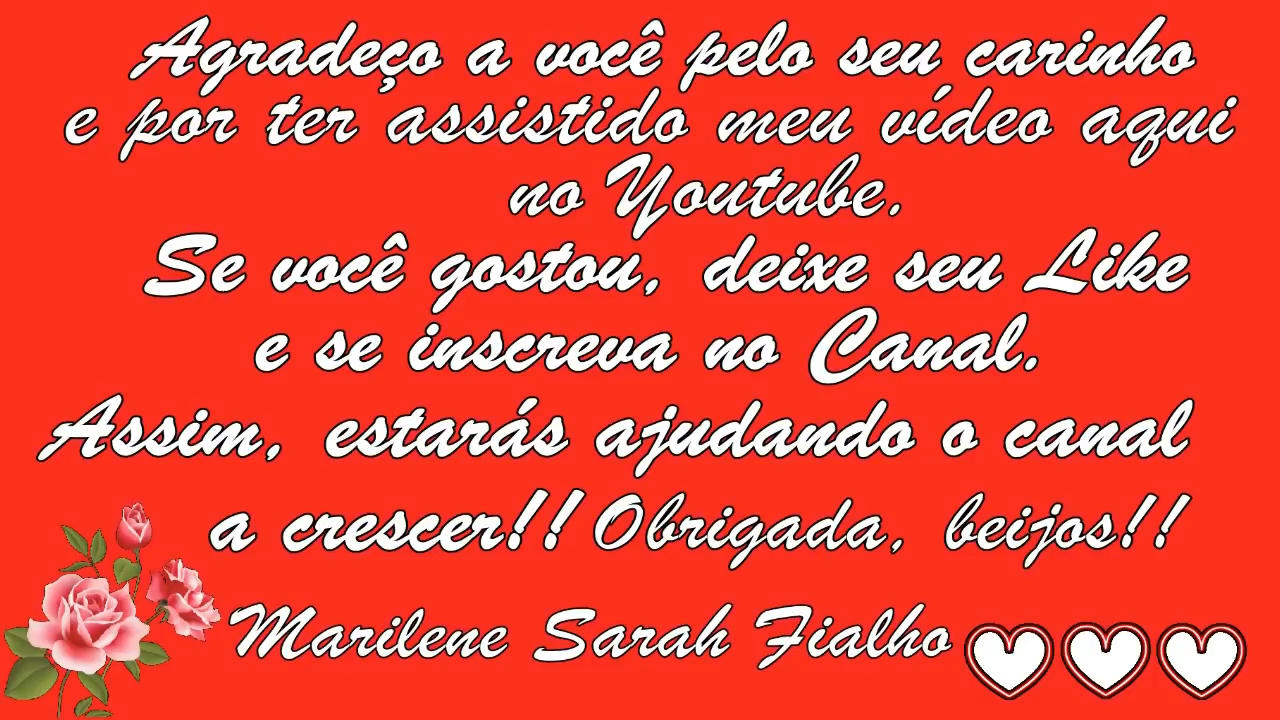 Agradeço a você pelo seu carinho
e por ter assistido meu vídeo aqui
no Youtube.
Se você gostou, deixe seu Like
e se inscreva no Canal.
Assim, estarás ajudando o canal
a crescer!! Obrigada, beijos!!
Marilene Sarah Fialho